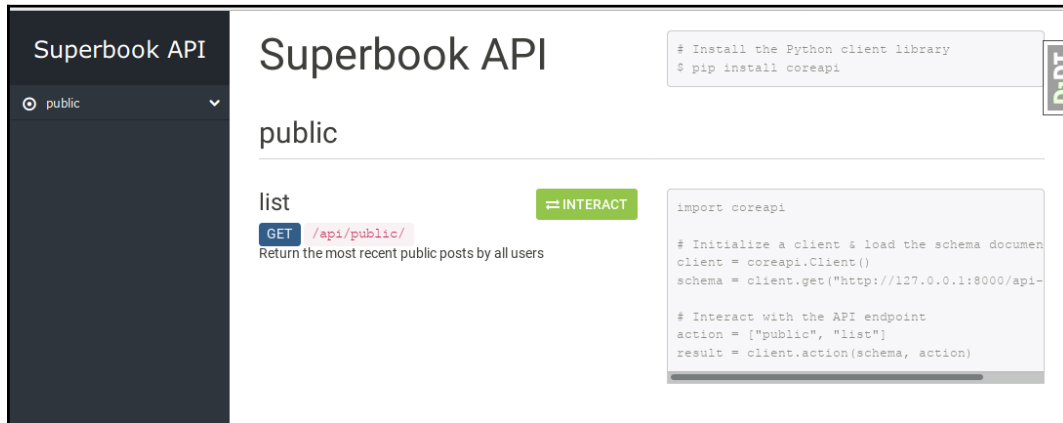 Superbook API
public
Superbook API
# Install the Python client library
$ pip install coreapi
DjDT
public
list
INTERACT
GET /api/public/
Return the most recent public posts by all users
import coreapi
# Initialize a client & load the schema documen
client = coreapi.Client()
schema = client.get("http://127.0.0.1:8000/api-
# Interact with the API endpoint
action = ["public", "list"]
result = client.action(schema, action)